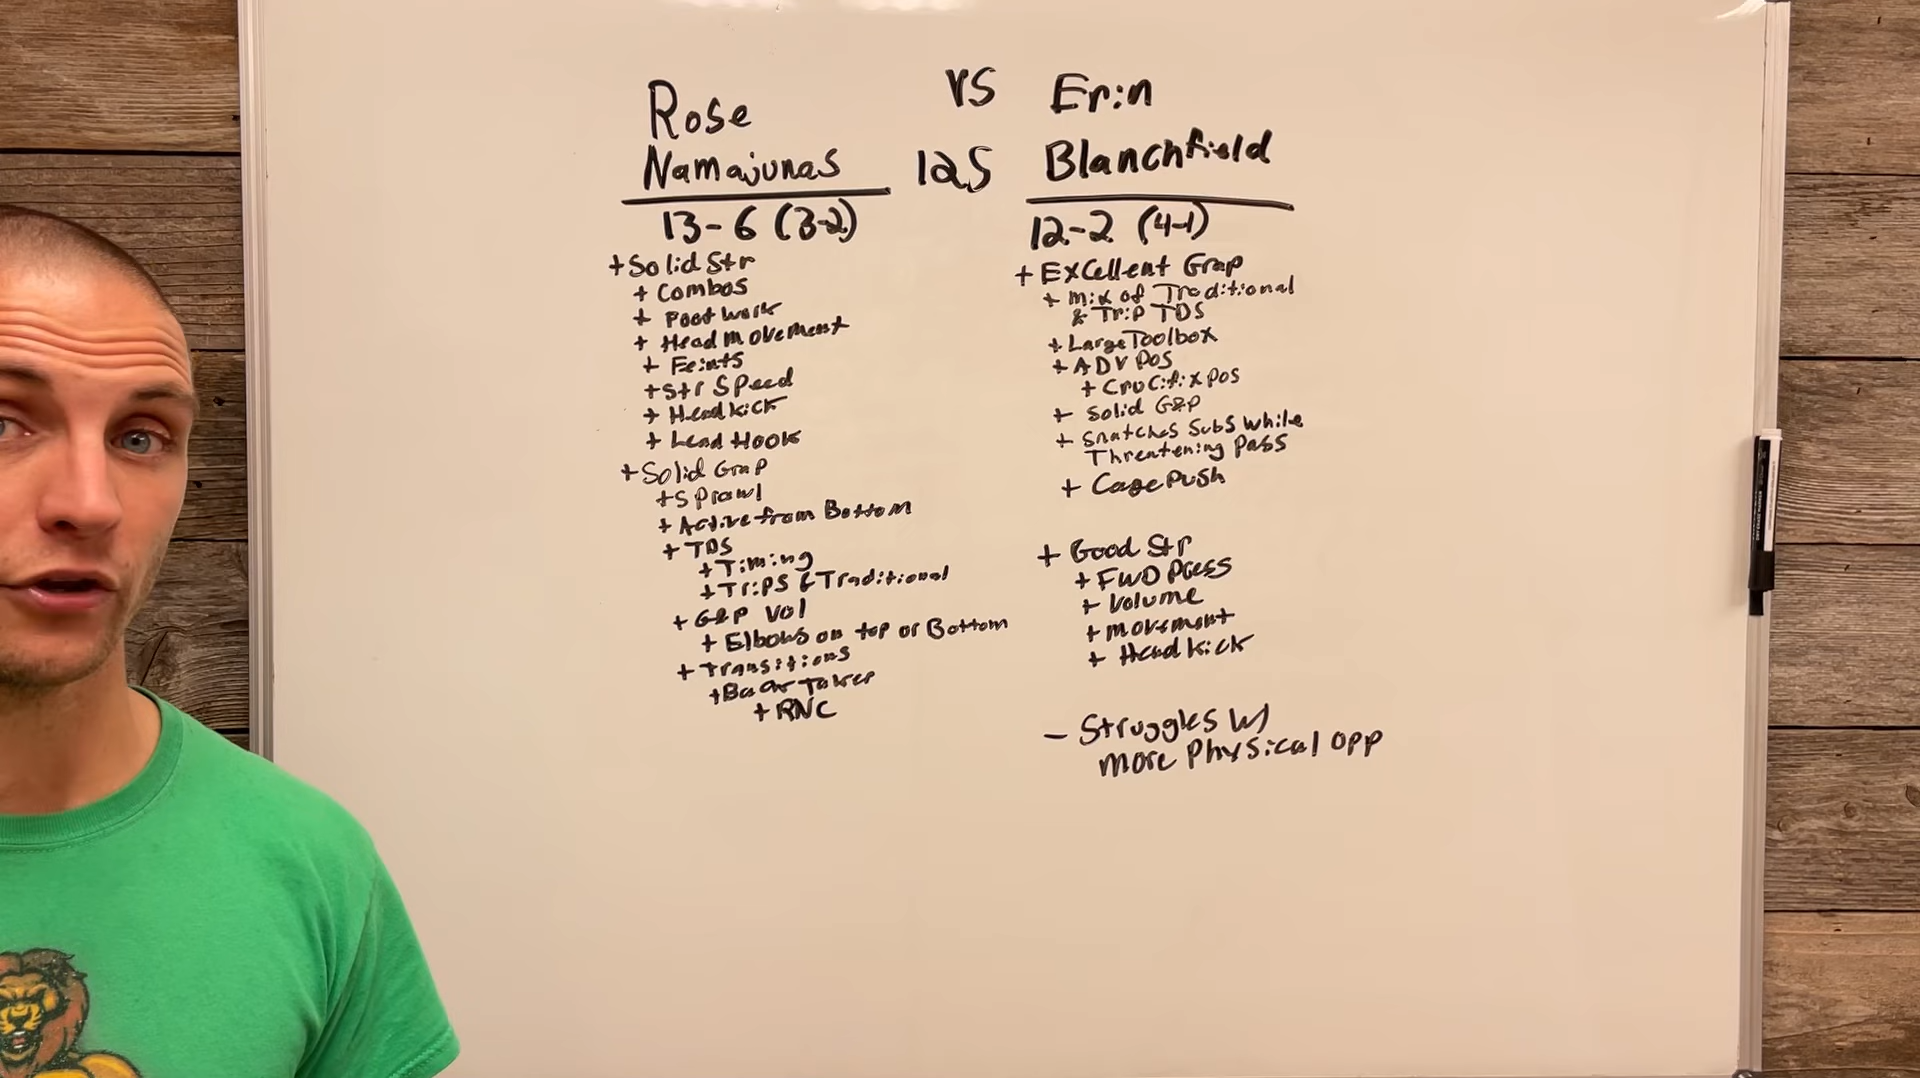 Rose
Namajunas
13-6 (3-2)
+ Solid Str
+ Combos
+ Footwork
+ Head movement
+ Feints
+ Str Speed
+ Head kick
+ Lead Hook
+ Solid Grap
+ Sprawl
+ Active from Bottom
+ TDS
+ Timing
+ Trips & Traditional
+ G&P Vol
+ Elbows on top or Bottom
+ Transitions
+ Back Taker
+ RNC
vs
125
Erin
Blanchfield
12-2 (4-1)
+ Excellent Grap
+ Mix of Traditional
& Trip TDS
+ Large Toolbox
+ ADV Pos
+ Crucifix Pos
+ Solid G&P
+ Snatches Subs while
Threatening Pass
+ Cage Push
+ Good Str
+ FWD Press
+ Volume
+ movement
+ Head kick
- Struggles w/
more Physical opp